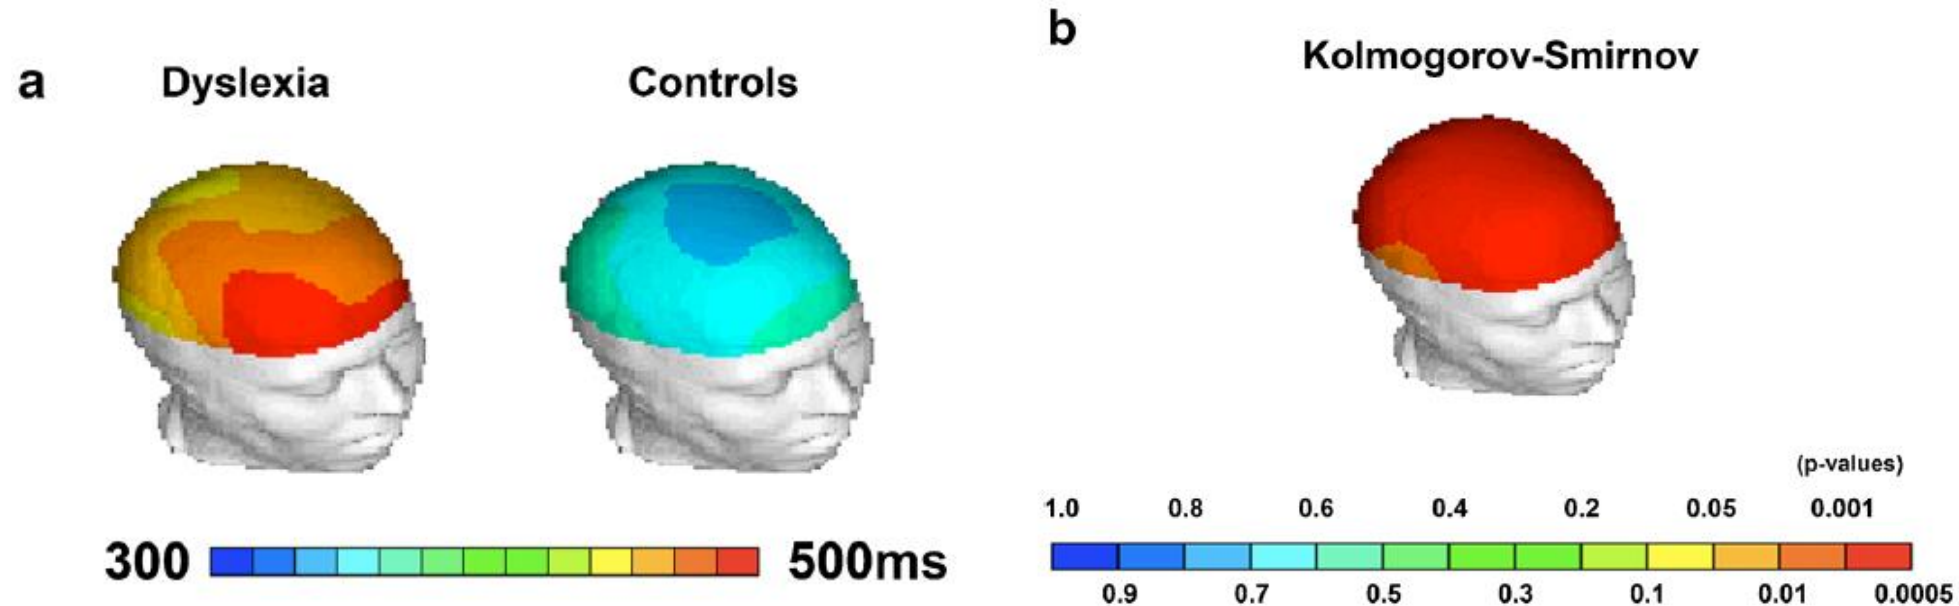 a
Dyslexia
Controls
300
500ms
b
Kolmogorov-Smirnov
(p-values)
1.0 0.8 0.6 0.4 0.2 0.05 0.001
0.9 0.7 0.5 0.3 0.1 0.01 0.0005